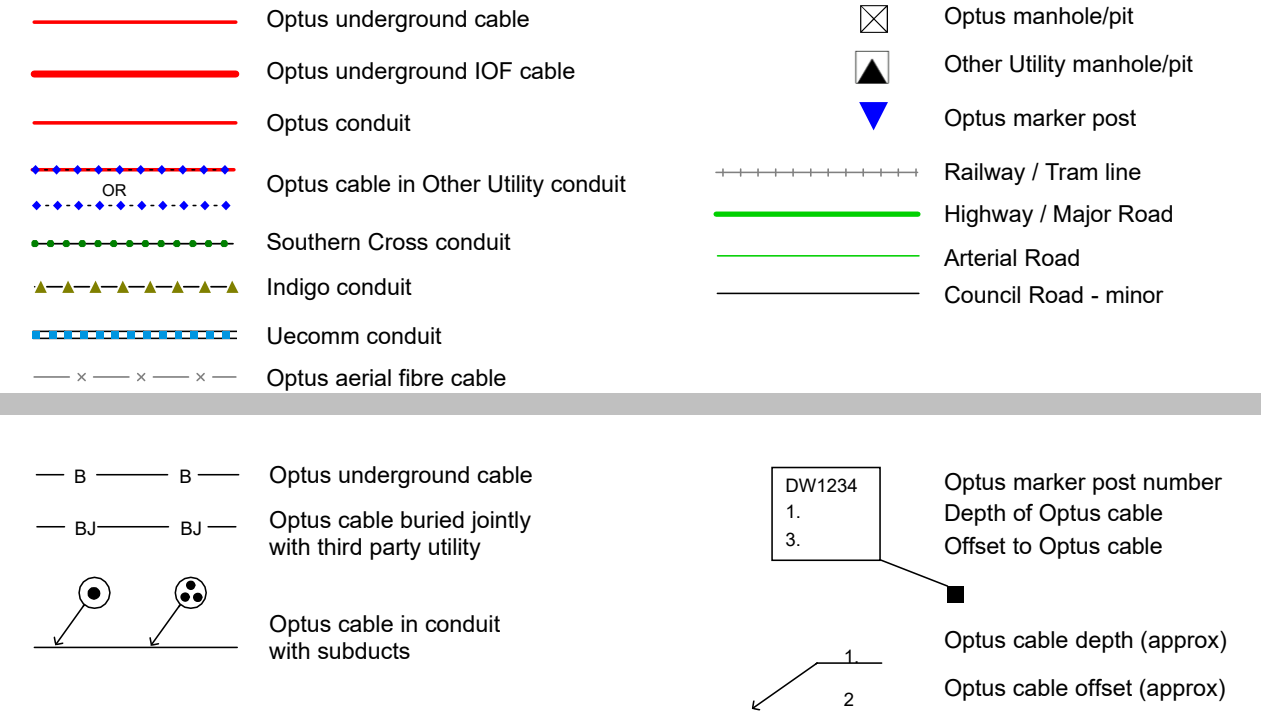 Optus underground cable
Optus underground IOF cable
Optus conduit
OR
Optus cable in Other Utility conduit
Southern Cross conduit
Indigo conduit
Uecomm conduit
Optus aerial fibre cable
Optus manhole/pit
Other Utility manhole/pit
Optus marker post
Railway / Tram line
Highway / Major Road
Arterial Road
Council Road - minor
B B Optus underground cable
BJ BJ Optus cable buried jointly
with third party utility
Optus cable in conduit
with subducts
DW1234 Optus marker post number
1. Depth of Optus cable
3. Offset to Optus cable
1. Optus cable depth (approx)
2 Optus cable offset (approx)